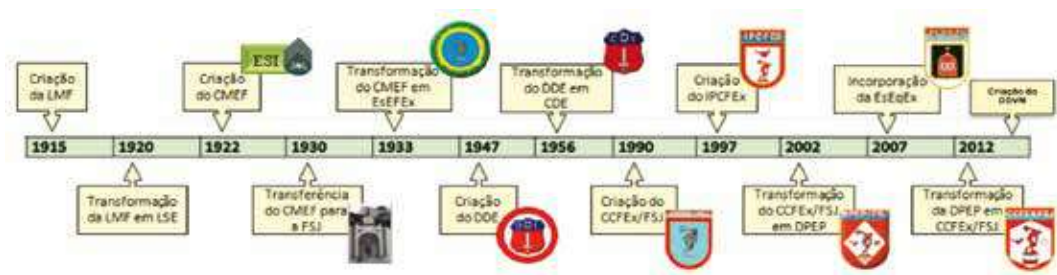 Criação
da LMF
Criação
do CMEF
ESI
Transformação
do CMEF em
EsEFEx
Transformação
do DDE em
CDE
CDE
Criação
do IPCFEx
IPCFEX
Incorporação
da EsEqEx
Criação do
1915
1920
1922
1930
1933
1947
1956
1990
1997
2002
2007
2012
Transformação
da LMF em LSE
Transferência
do CMEF para
a FSJ
Criação
do DDE
Criação do
CCFEx/FSJ
Transformação
do CCFEx/FSJ
em DPEP
Transformação
da DPEP em
CCFEx/FSJ